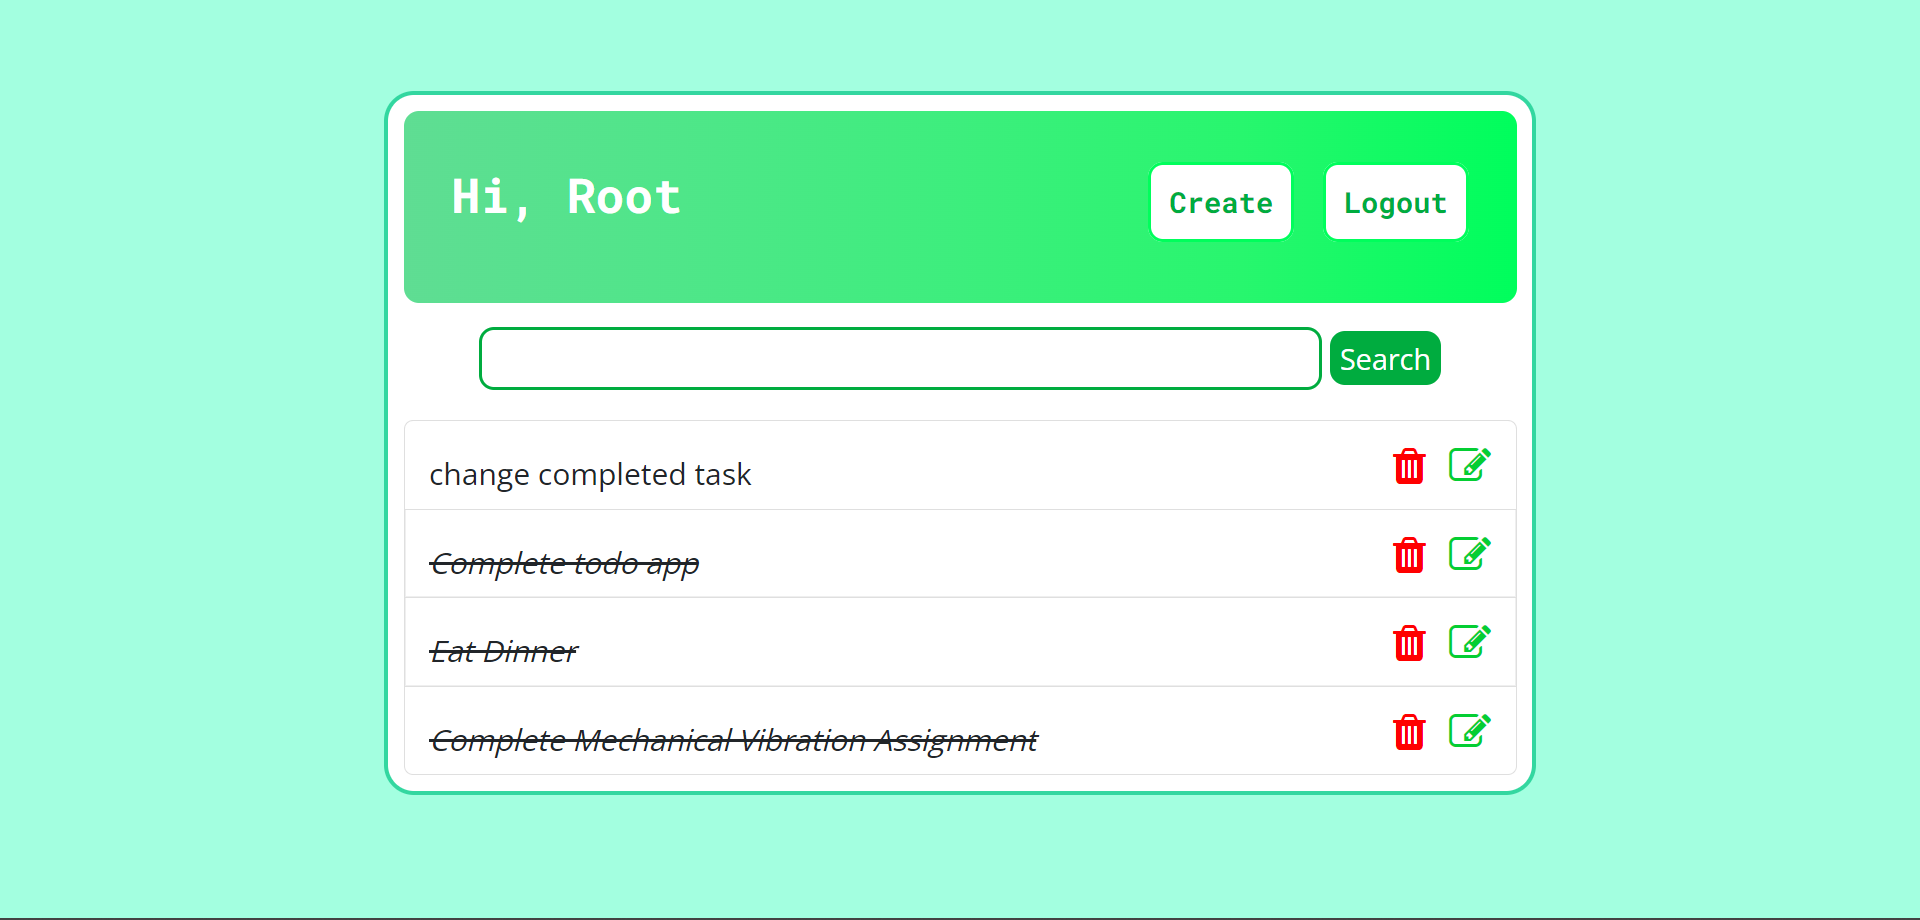 Hi, Root
Create
Logout
Search
change completed task
Complete todo app
Eat Dinner
Complete Mechanical Vibration Assignment